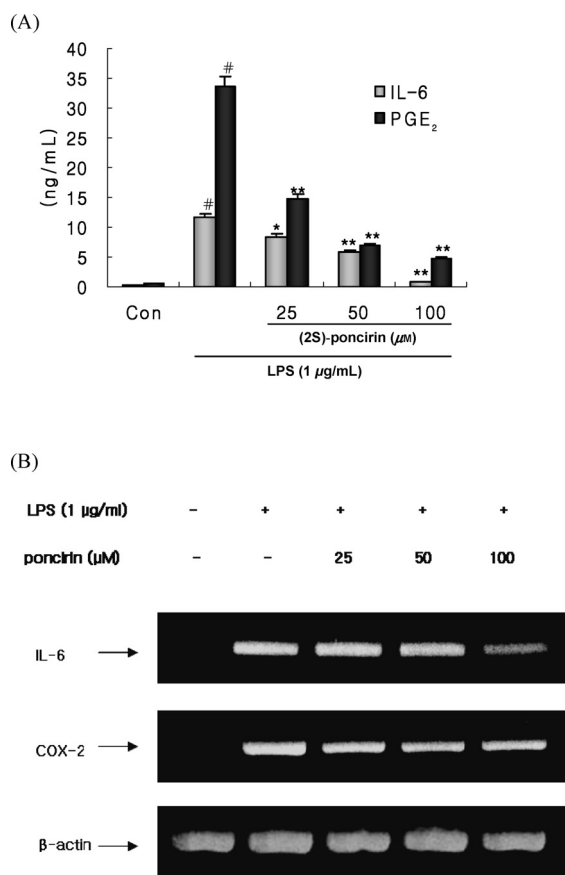 (A)
40
35
30
25
20
15
10
5
0
(ng/mL)
IL-6
PGE₂
#
#
*
**
**
**
**
**
Con 25 50 100
(2S)-poncirin (μM)
LPS (1 μg/mL)
(B)
LPS (1 μg/ml) - + + + +
poncirin (μM) - - 25 50 100
IL-6
COX-2
β-actin